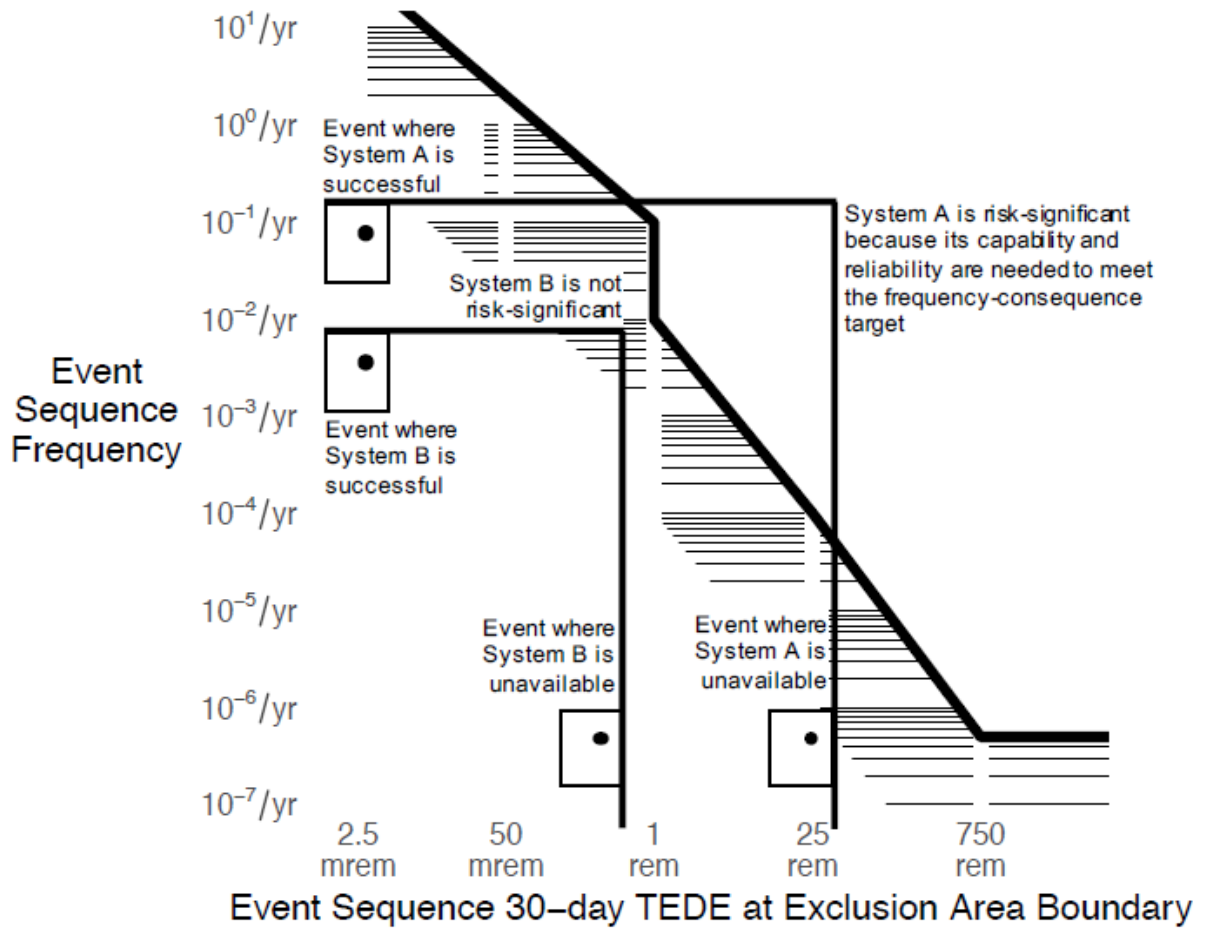 10¹/yr
10⁰/yr
Event where
System A is
successful
10⁻¹/yr
System A is risk-significant
because its capability and
reliability are needed to meet
the frequency-consequence
target
System B is not
risk-significant
10⁻²/yr
Event
Sequence
Frequency
10⁻³/yr
Event where
System B is
successful
10⁻⁴/yr
10⁻⁵/yr
Event where
System B is
unavailable
Event where
System A is
unavailable
10⁻⁶/yr
10⁻⁷/yr
2.5
mrem
50
mrem
1
rem
25
rem
750
rem
Event Sequence 30−day TEDE at Exclusion Area Boundary